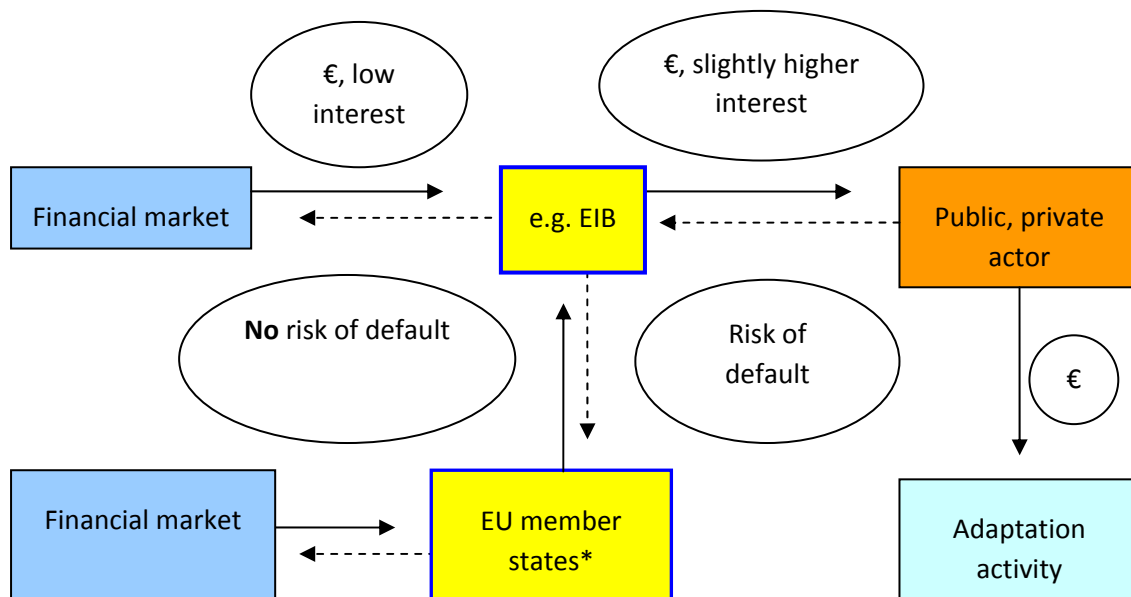 €, low
interest
€, slightly higher
interest
Financial market
e.g. EIB
Public, private
actor
No risk of default
Risk of
default
€
Financial market
EU member
states*
Adaptation
activity